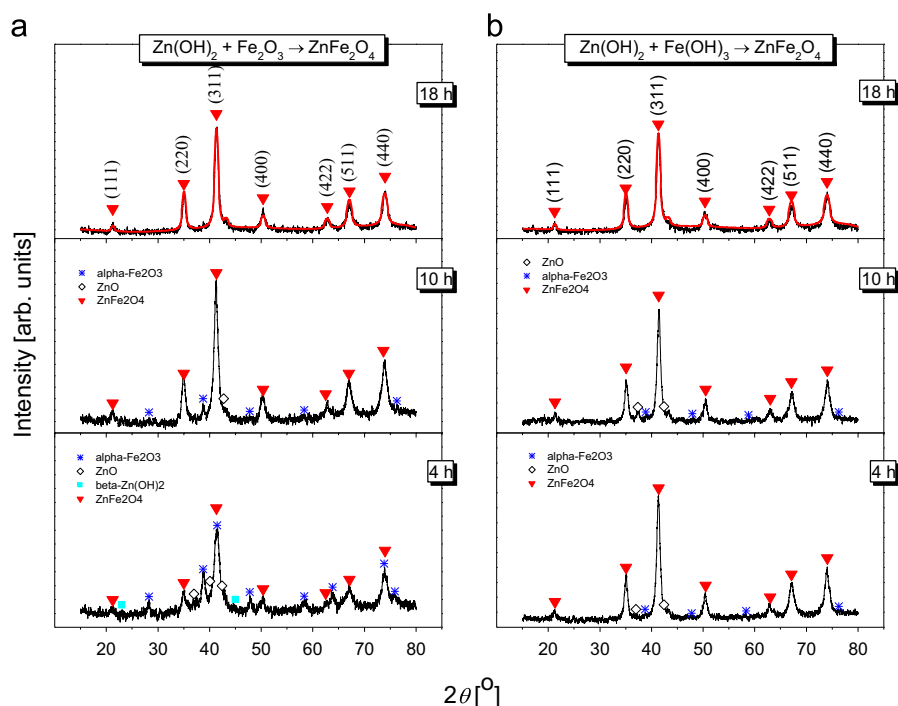 a
Zn(OH)₂ + Fe₂O₃ → ZnFe₂O₄
18 h
(111)
(220)
(311)
(400)
(422)
(511)
(440)
10 h
alpha-Fe2O3
ZnO
ZnFe2O4
4 h
alpha-Fe2O3
ZnO
beta-Zn(OH)2
ZnFe2O4
20 30 40 50 60 70 80
b
Zn(OH)₂ + Fe(OH)₃ → ZnFe₂O₄
18 h
(111)
(220)
(311)
(400)
(422)
(511)
(440)
10 h
ZnO
alpha-Fe2O3
ZnFe2O4
4 h
alpha-Fe2O3
ZnO
ZnFe2O4
20 30 40 50 60 70 80
Intensity [arb. units]
2θ [º]